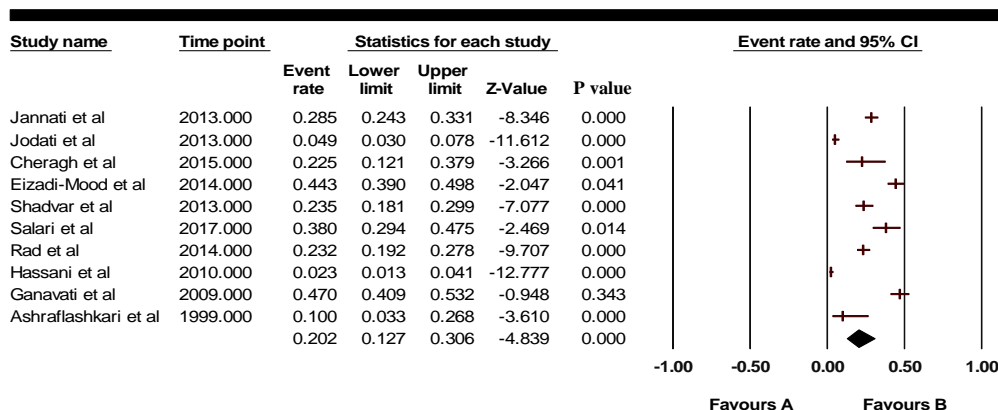 Study name Time point Statistics for each study Event rate and 95% CI
Event rate Lower limit Upper limit Z-Value P value
Jannati et al 2013.000 0.285 0.243 0.331 -8.346 0.000
Jodati et al 2013.000 0.049 0.030 0.078 -11.612 0.000
Cheragh et al 2015.000 0.225 0.121 0.379 -3.266 0.001
Eizadi-Mood et al 2014.000 0.443 0.390 0.498 -2.047 0.041
Shadvar et al 2013.000 0.235 0.181 0.299 -7.077 0.000
Salari et al 2017.000 0.380 0.294 0.475 -2.469 0.014
Rad et al 2014.000 0.232 0.192 0.278 -9.707 0.000
Hassani et al 2010.000 0.023 0.013 0.041 -12.777 0.000
Ganavati et al 2009.000 0.470 0.409 0.532 -0.948 0.343
Ashraflashkari et al 1999.000 0.100 0.033 0.268 -3.610 0.000
0.202 0.127 0.306 -4.839 0.000
-1.00 -0.50 0.00 0.50 1.00
Favours A Favours B